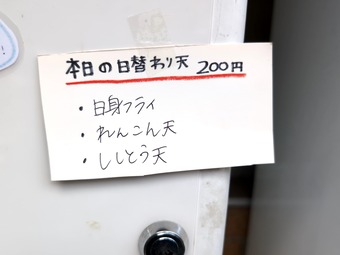 本日の日替わり天 200円
・白身フライ
・れんこん天
・ししとう天